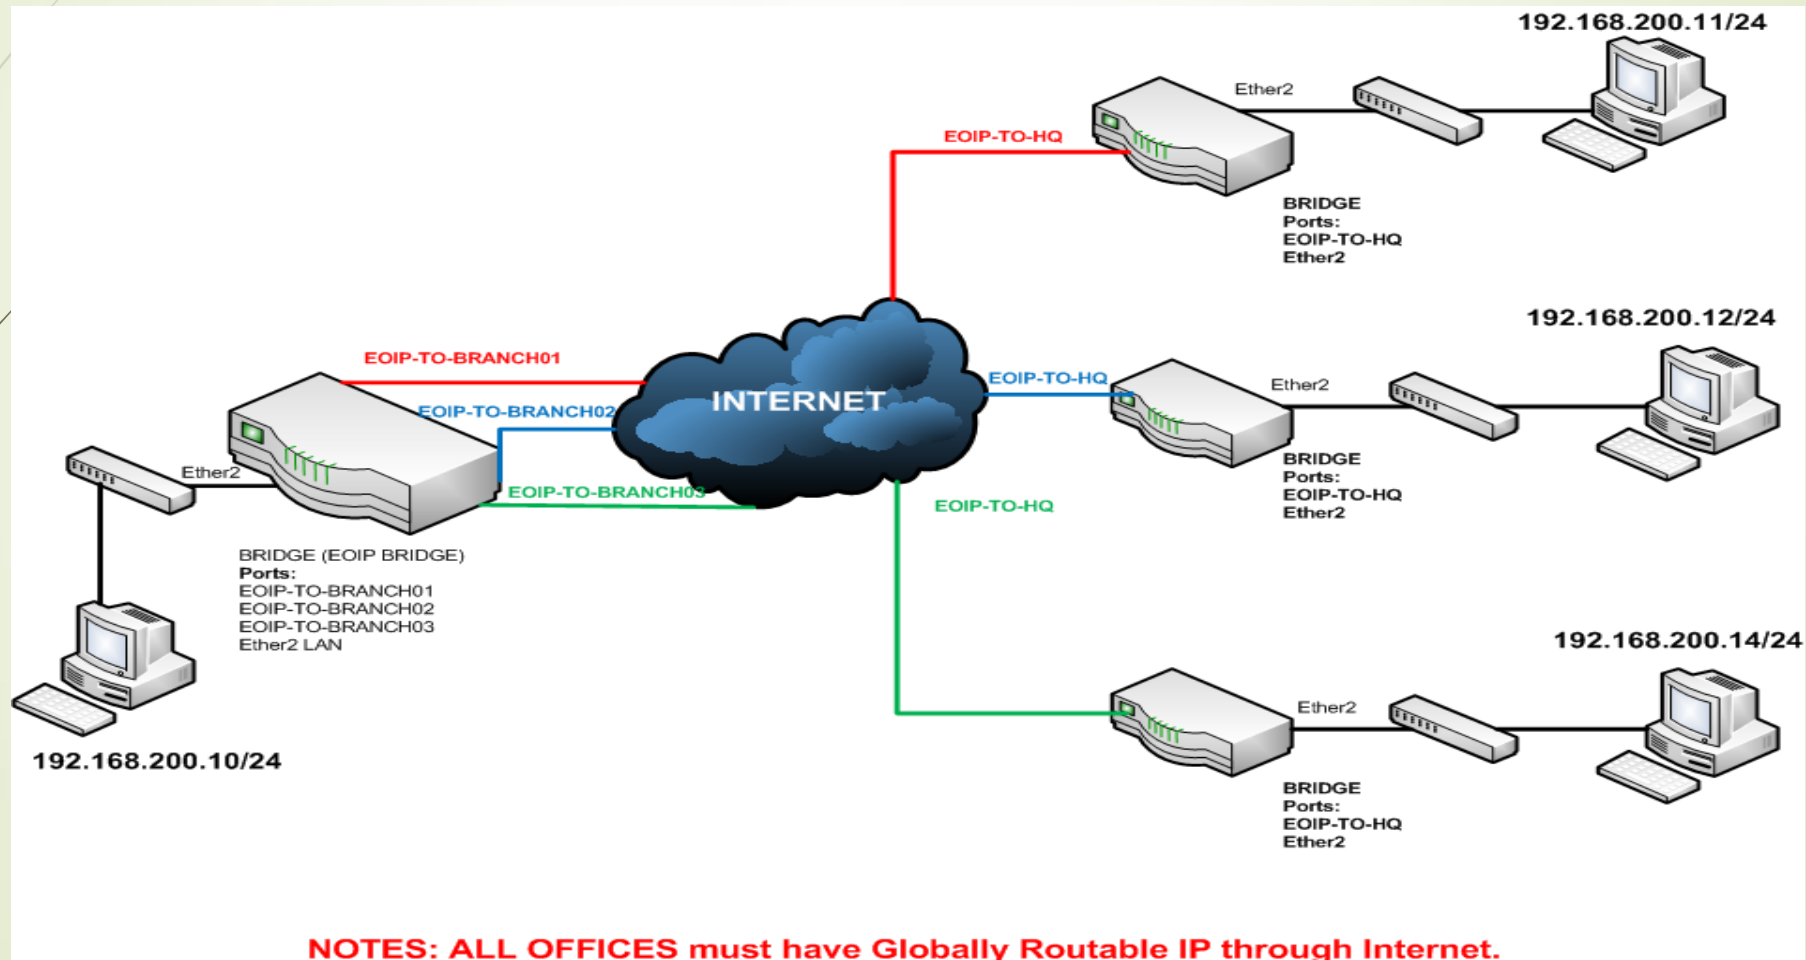 192.168.200.11/24
Ether2
EOIP-TO-HQ
BRIDGE
Ports:
EOIP-TO-HQ
Ether2
192.168.200.12/24
EOIP-TO-BRANCH01
EOIP-TO-BRANCH02
INTERNET
EOIP-TO-HQ
Ether2
Ether2
EOIP-TO-BRANCH03
EOIP-TO-HQ
BRIDGE
Ports:
EOIP-TO-HQ
Ether2
BRIDGE (EOIP BRIDGE)
Ports:
EOIP-TO-BRANCH01
EOIP-TO-BRANCH02
EOIP-TO-BRANCH03
Ether2 LAN
192.168.200.14/24
Ether2
192.168.200.10/24
BRIDGE
Ports:
EOIP-TO-HQ
Ether2
NOTES: ALL OFFICES must have Globally Routable IP through Internet.